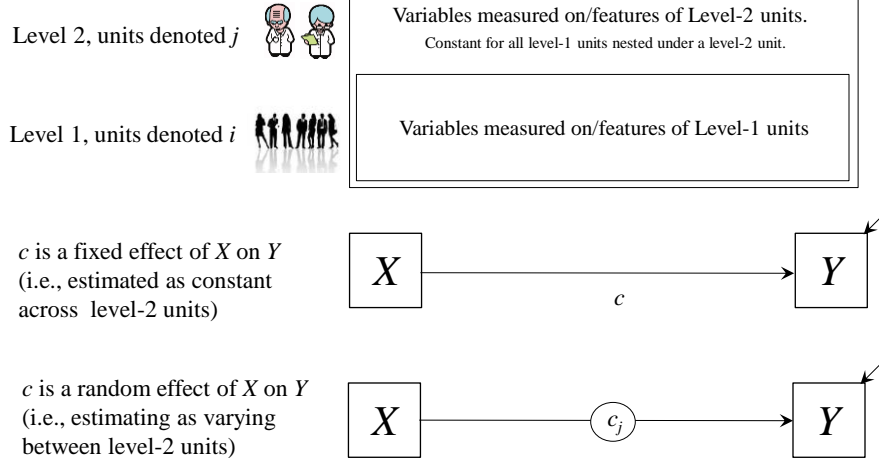 Level 2, units denoted j
Variables measured on/features of Level-2 units.
Constant for all level-1 units nested under a level-2 unit.
Level 1, units denoted i
Variables measured on/features of Level-1 units
c is a fixed effect of X on Y
(i.e., estimated as constant
across level-2 units)
X
Y
c
c is a random effect of X on Y
(i.e., estimating as varying
between level-2 units)
X
cj
Y